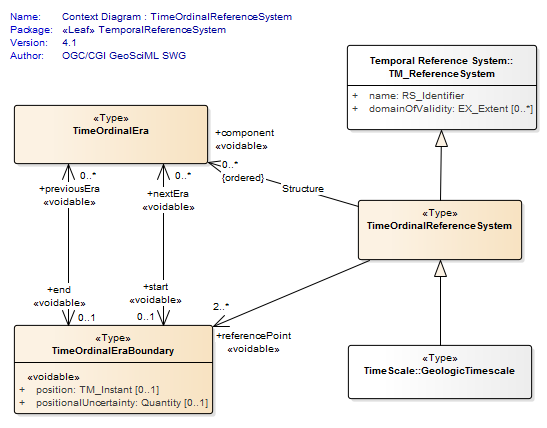 Name: Context Diagram : TimeOrdinalReferenceSystem
Package: «Leaf» TemporalReferenceSystem
Version: 4.1
Author: OGC/CGI GeoSciML SWG
Temporal Reference System::
TM_ReferenceSystem
+ name: RS_Identifier
+ domainOfValidity: EX_Extent [0..*]
«Type»
TimeOrdinalEra
+component
«voidable»
0..*
{ordered}
Structure
0..*
+previousEra
«voidable»
0..*
+nextEra
«voidable»
«Type»
TimeOrdinalReferenceSystem
+end
«voidable»
0..1
+start
«voidable»
0..1
2..*
+referencePoint
«voidable»
«Type»
TimeOrdinalEraBoundary
«voidable»
+ position: TM_Instant [0..1]
+ positionalUncertainty: Quantity [0..1]
«Type»
TimeScale::GeologicTimescale